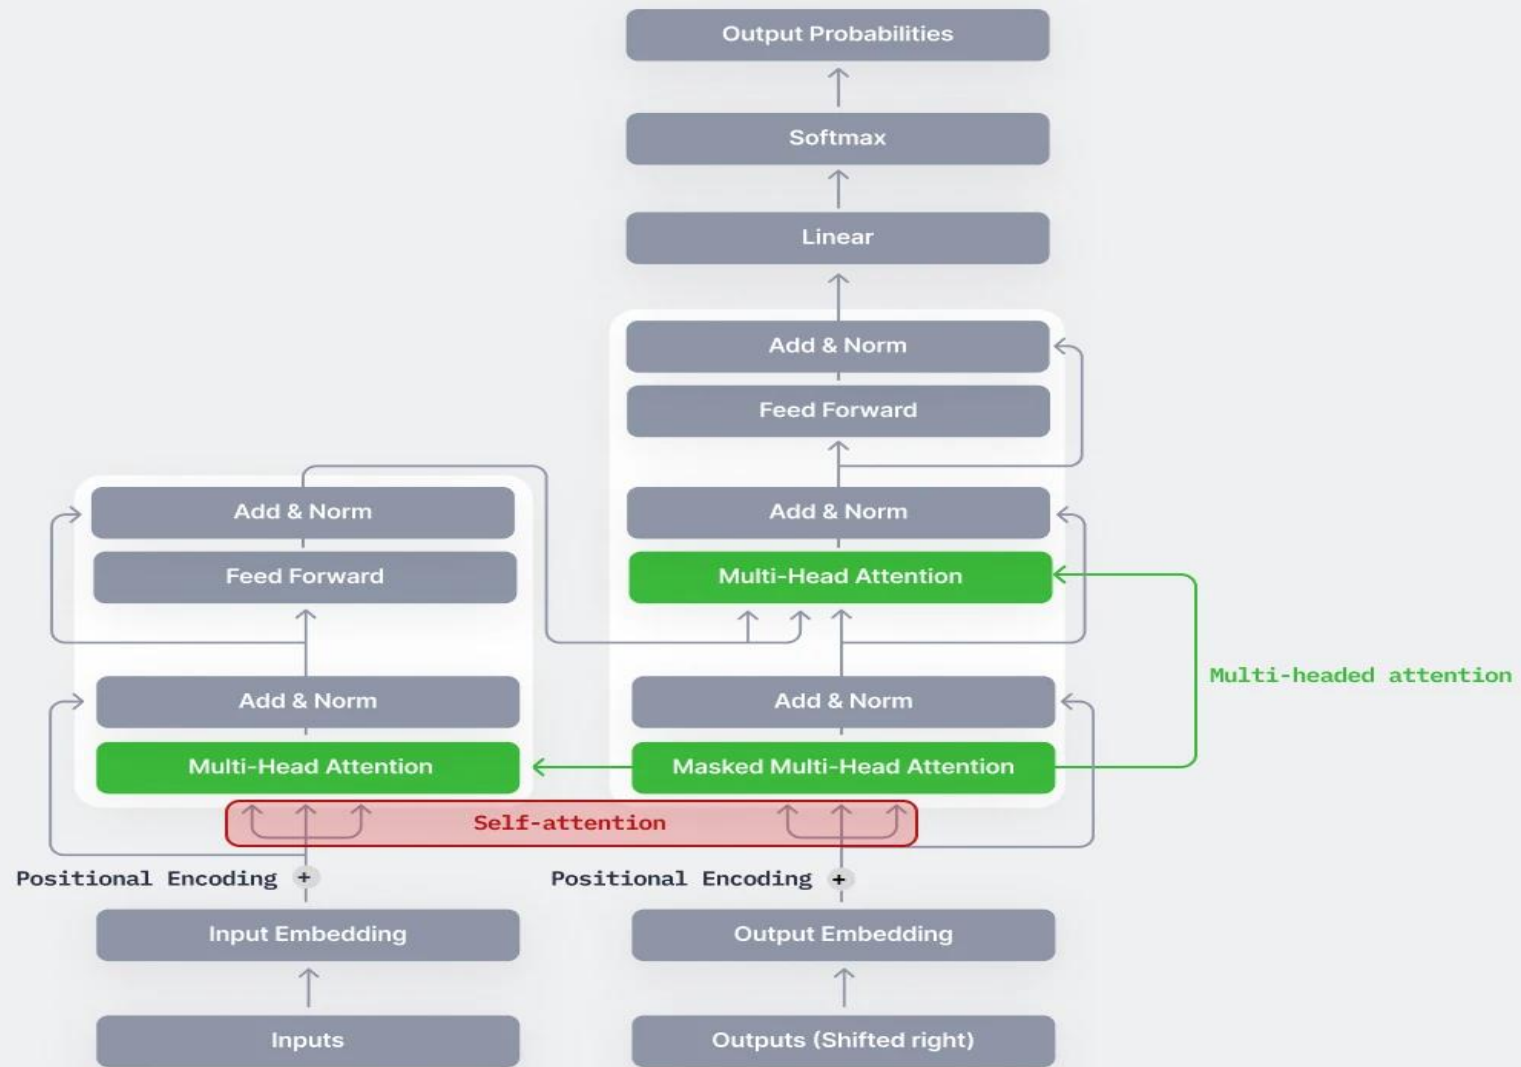 Output Probabilities
Softmax
Linear
Add & Norm
Feed Forward
Add & Norm
Add & Norm
Feed Forward
Multi-Head Attention
Multi-headed attention
Add & Norm
Add & Norm
Multi-Head Attention
Masked Multi-Head Attention
Self-attention
Positional Encoding +
Positional Encoding +
Input Embedding
Output Embedding
Inputs
Outputs (Shifted right)